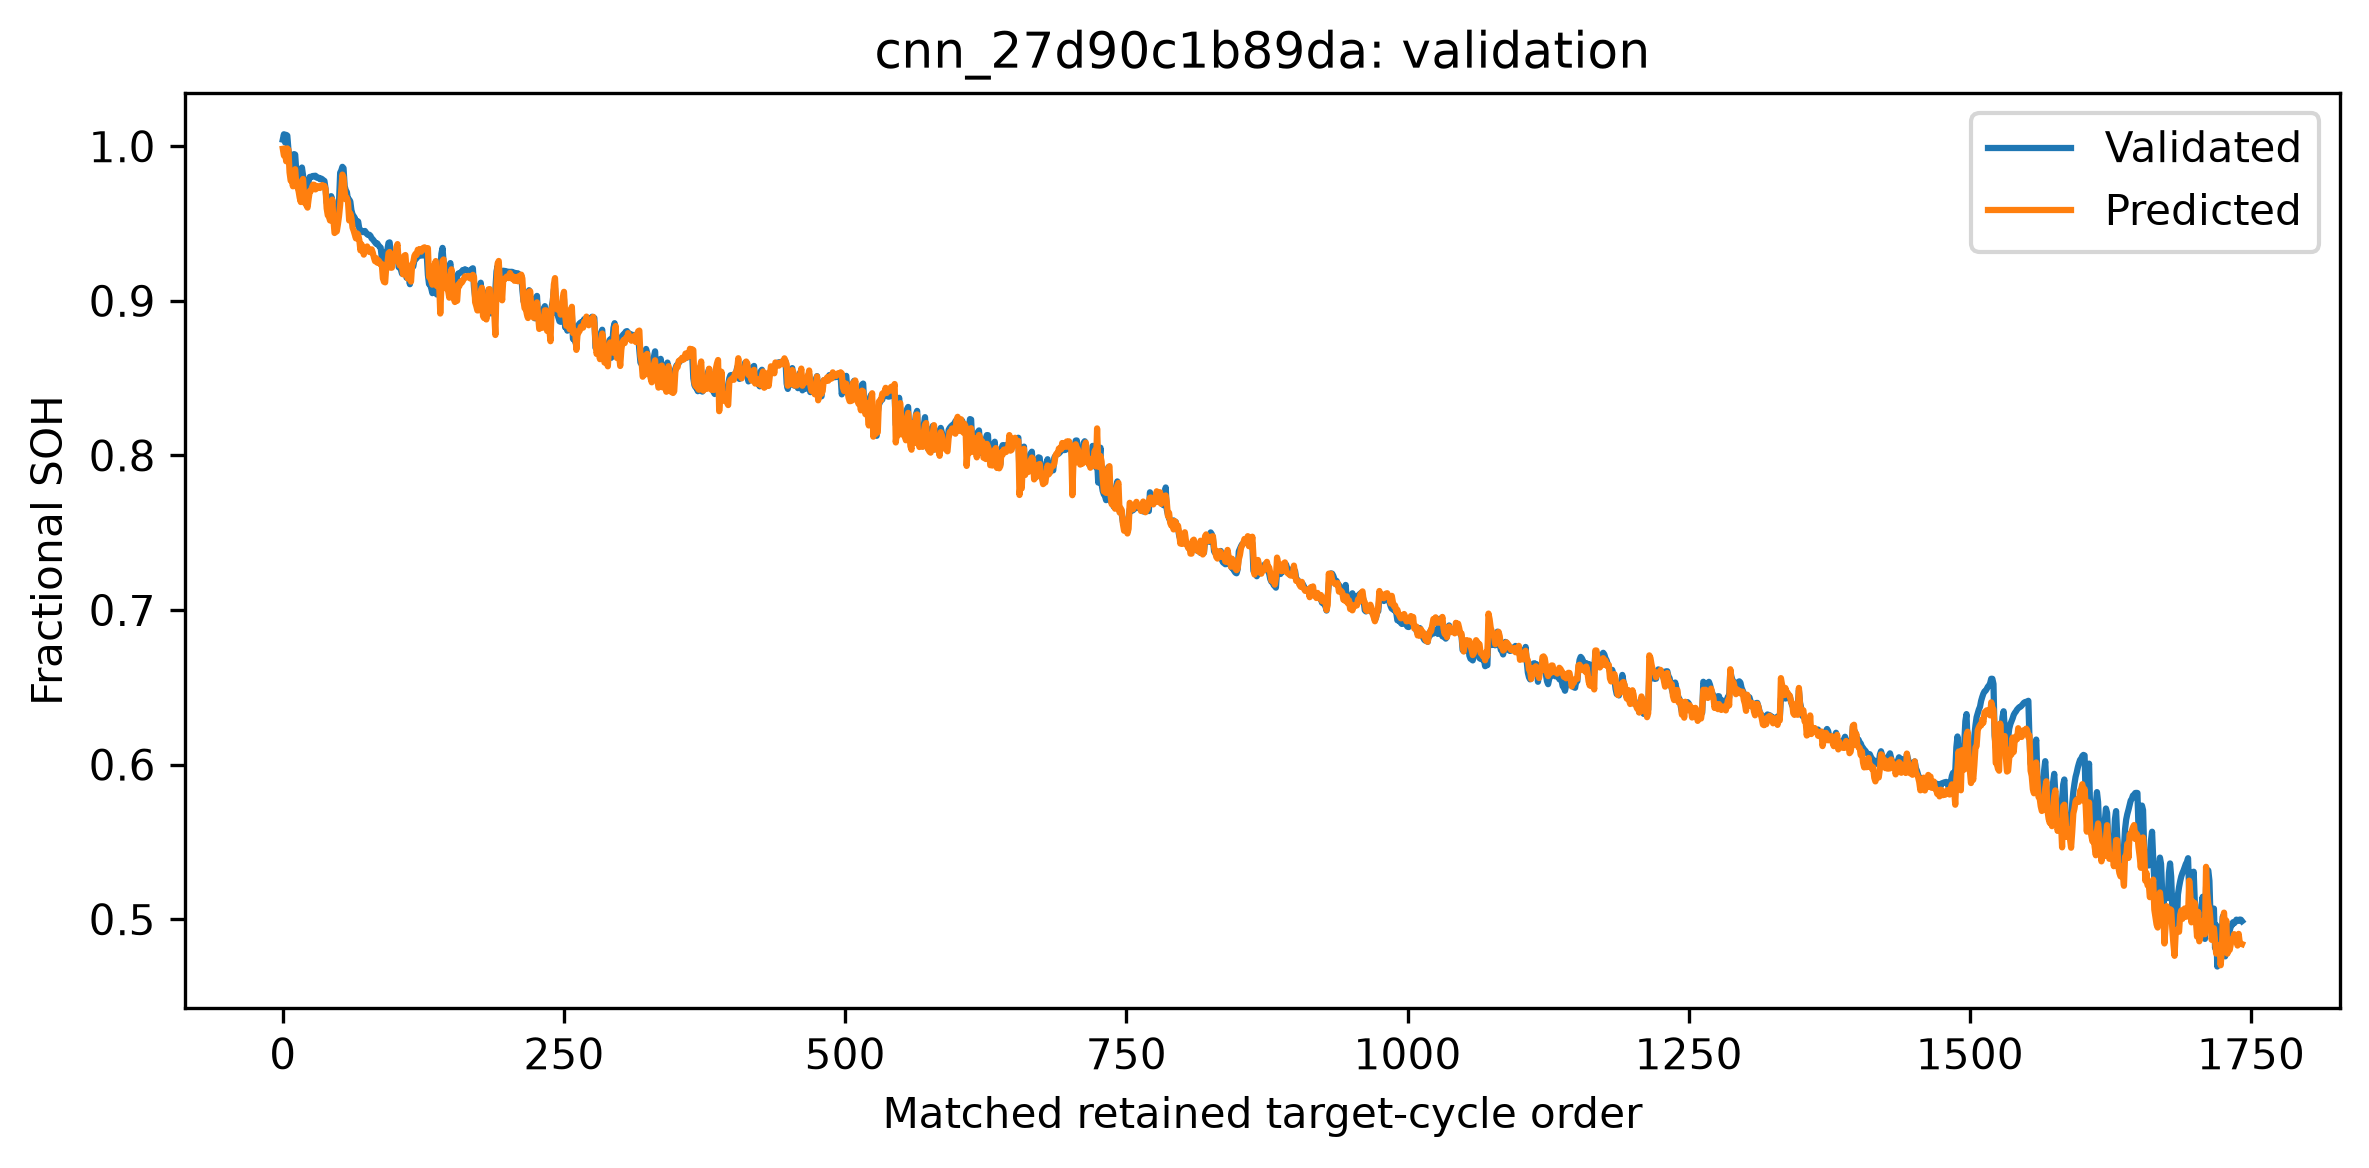 cnn_27d90c1b89da: validation
Validated
Predicted
Fractional SOH
1.0
0.9
0.8
0.7
0.6
0.5
0 250 500 750 1000 1250 1500 1750
Matched retained target-cycle order